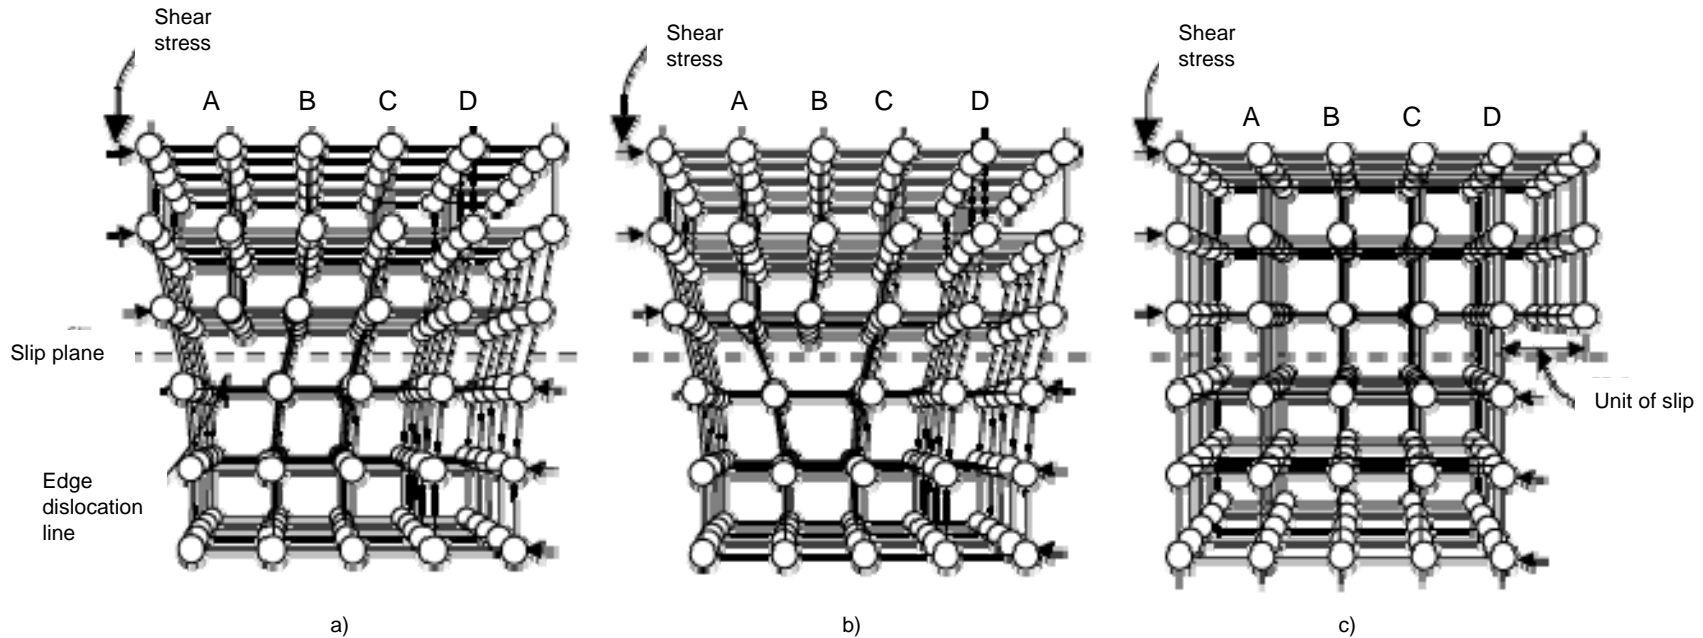 Shear
stress
Shear
stress
Shear
stress
A B C D
A B C D
A B C D
Slip plane
Unit of slip
Edge
dislocation
line
a)
b)
c)